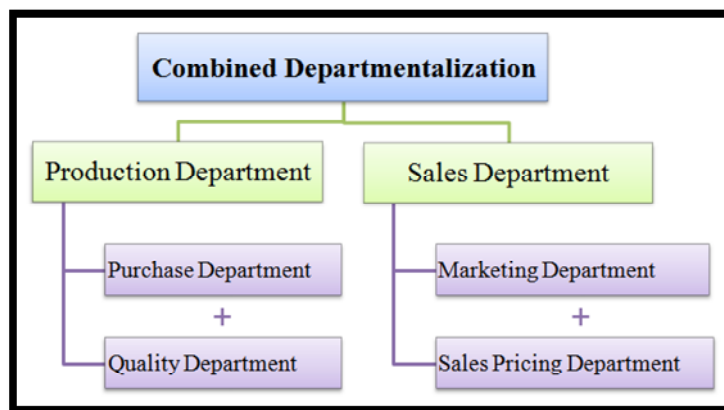 Combined Departmentalization
Production Department
Sales Department
Purchase Department
+
Quality Department
Marketing Department
+
Sales Pricing Department